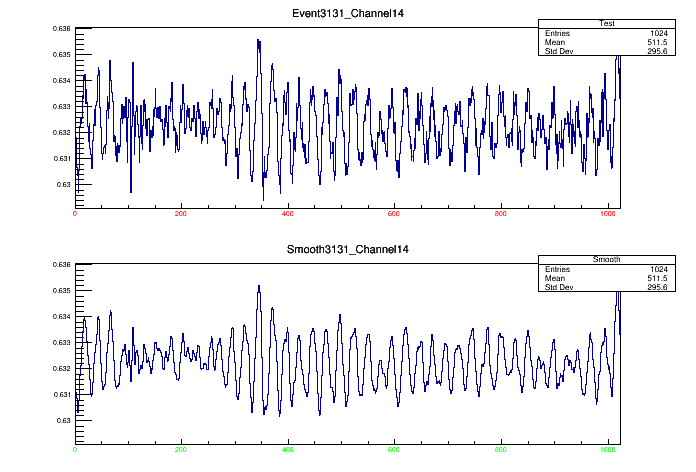 Event3131_Channel14
Test
Entries 1024
Mean 511.5
Std Dev 295.6
0.636
0.635
0.634
0.633
0.632
0.631
0.63
0 200 400 600 800 1000
Smooth3131_Channel14
Smooth
Entries 1024
Mean 511.5
Std Dev 295.6
0.636
0.635
0.634
0.633
0.632
0.631
0.63
0 200 400 600 800 1000